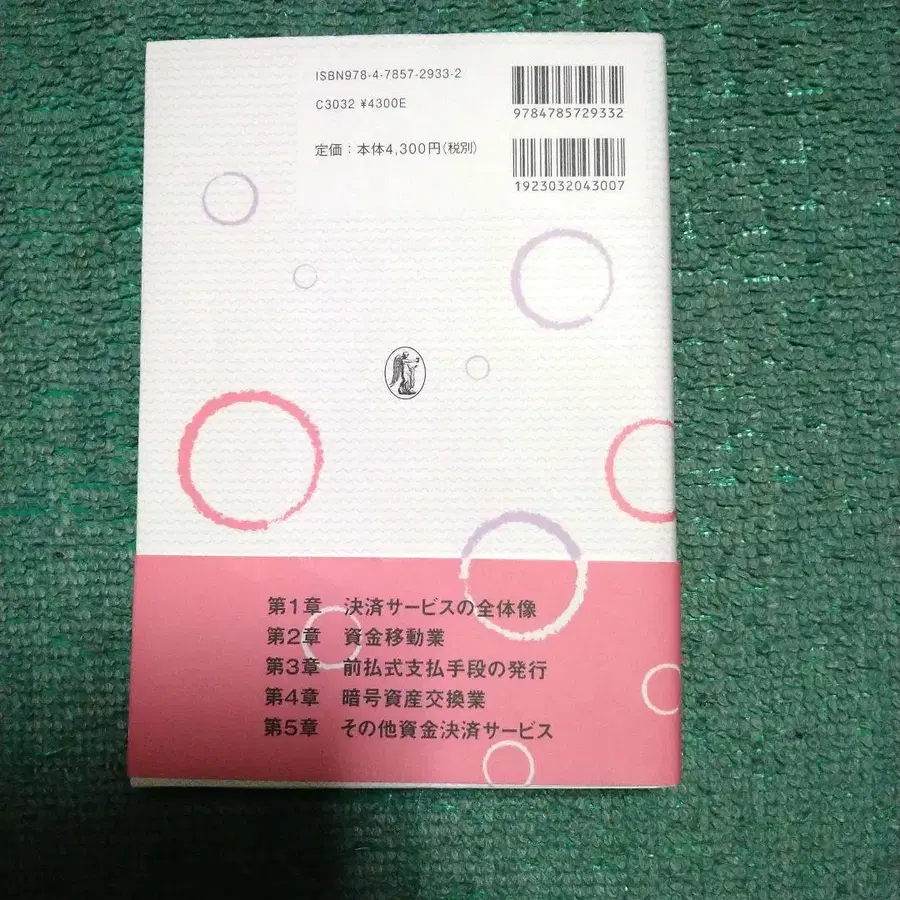 ISBN978-4-7857-2933-2
C3032 ¥4300E
定価：本体4,300円(税別)
9784785729332
1923032043007
第1章 決済サービスの全体像
第2章 資金移動業
第3章 前払式支払手段の発行
第4章 暗号資産交換業
第5章 その他資金決済サービス